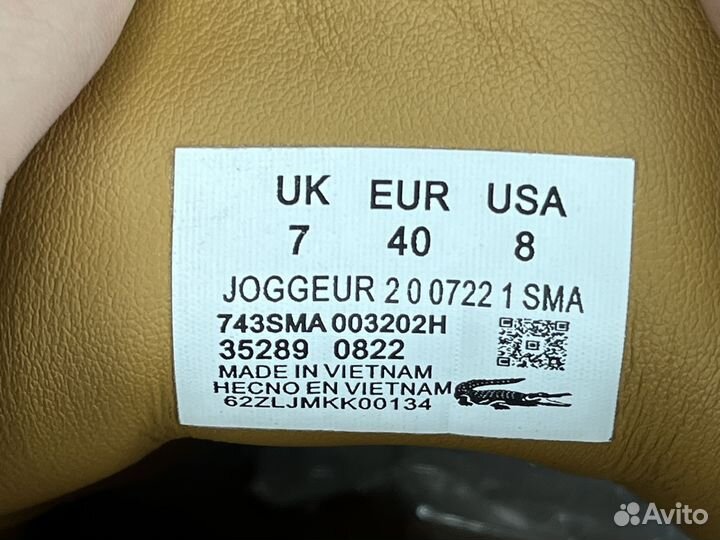 UK EUR USA
7 40 8
JOGGEUR 2 0 0722 1 SMA
743SMA 003202H
35289 0822
MADE IN VIETNAM
HECNO EN VIETNAM
62ZLJMKK00134
Avito